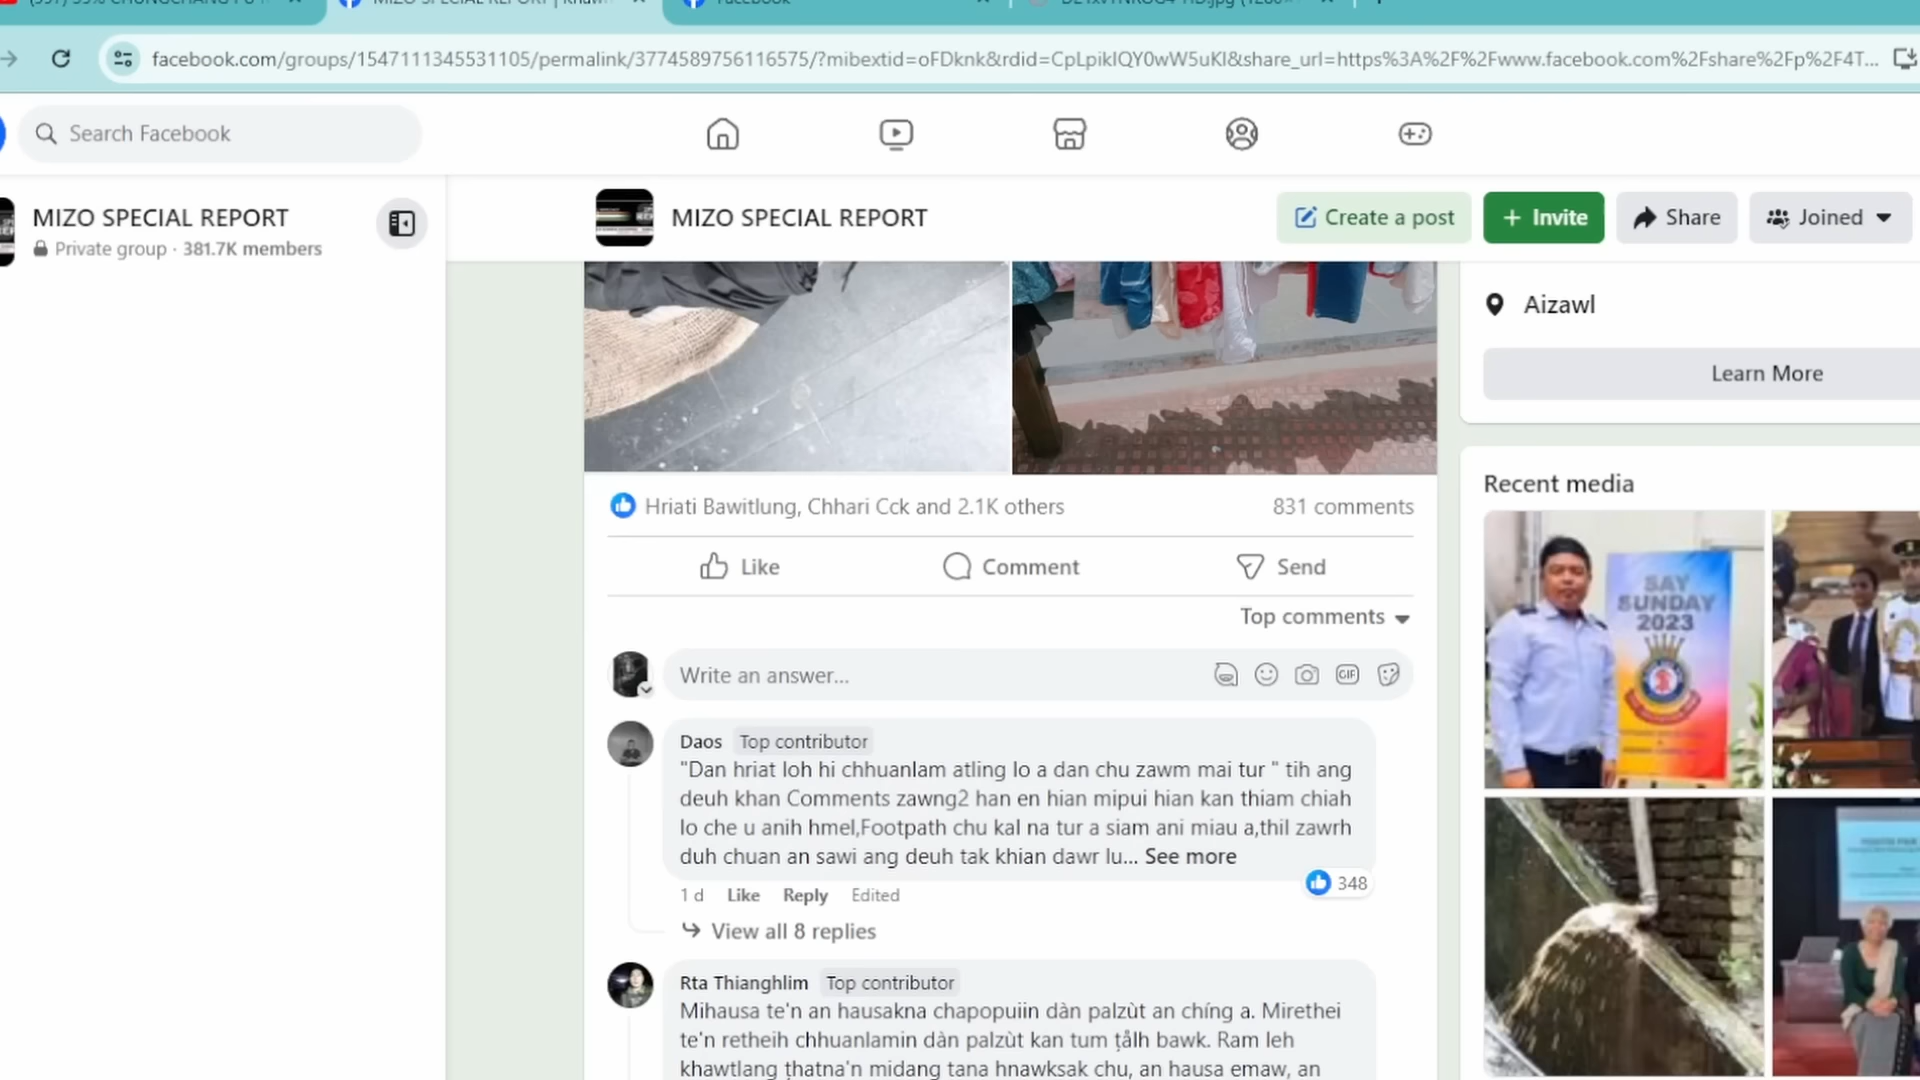 facebook.com/groups/1547111345531105/permalink/3774589756116575/?mibextid=oFDknk&rdid=CpLpikIQY0wW5uKl&share_url=https%3A%2F%2Fwww.facebook.com%2Fshare%2Fp%2F4T...
Search Facebook
MIZO SPECIAL REPORT
Private group · 381.7K members
MIZO SPECIAL REPORT
Create a post
+ Invite
Share
Joined
Aizawl
Learn More
Hriati Bawitlung, Chhari Cck and 2.1K others
831 comments
Like
Comment
Send
Top comments
Write an answer...
GIF
Daos Top contributor
"Dan hriat loh hi chhuanlam atling lo a dan chu zawm mai tur " tih ang
deuh khan Comments zawng2 han en hian mipui hian kan thiam chiah
lo che u anih hmel,Footpath chu kal na tur a siam ani miau a,thil zawrh
duh chuan an sawi ang deuh tak khian dawr lu... See more
348
1 d Like Reply Edited
View all 8 replies
Rta Thianghlim Top contributor
Mihausa te'n an hausakna chapopuiin dàn palzùt an chíng a. Mirethei
te'n retheih chhuanlamin dàn palzùt kan tum ţålh bawk. Ram leh
khawtlang ţhatna'n midang tana hnawksak chu, an hausa emaw, an
Recent media
SAY
SUNDAY
2023